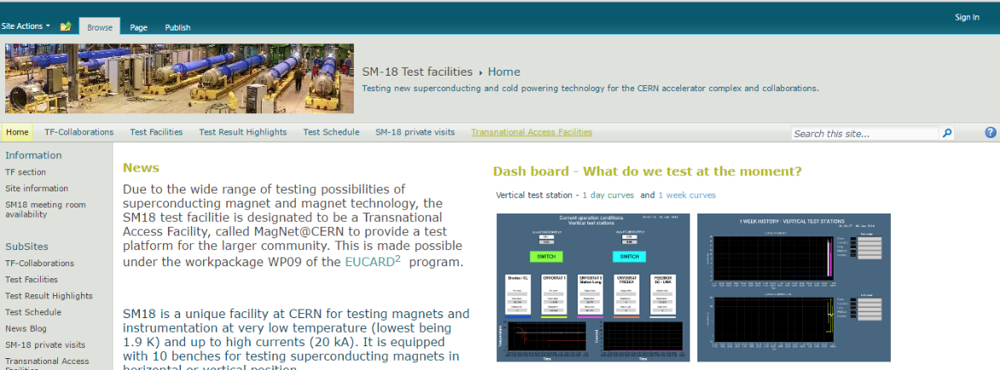 Sign In
Site Actions
Browse
Page
Publish
SM-18 Test facilities › Home
Testing new superconducting and cold powering technology for the CERN accelerator complex and collaborations.
Home
TF-Collaborations
Test Facilities
Test Result Highlights
Test Schedule
SM-18 private visits
Transnational Access Facilities
Search this site...
Information
TF section
Site information
SM18 meeting room
availability
SubSites
TF-Collaborations
Test Facilities
Test Result Highlights
Test Schedule
News Blog
SM-18 private visits
Transnational Access
Facilities
News
Due to the wide range of testing possibilities of
superconducting magnet and magnet technology, the
SM18 test facilitie is designated to be a Transnational
Access Facility, called MagNet@CERN to provide a test
platform for the larger community. This is made possible
under the workpackage WP09 of the EUCARD² program.
SM18 is a unique facility at CERN for testing magnets and
instrumentation at very low temperature (lowest being
1.9 K) and up to high currents (20 kA). It is equipped
with 10 benches for testing superconducting magnets in
horizontal or vertical position.
Dash board - What do we test at the moment?
Vertical test station - 1 day curves and 1 week curves
Current operation conditions
Vertical test stations
SWITCH
SWITCH
CRYOSTAT 1
CRYOSTAT
FEEDBOX
SC - LINK
Temperature
Time
Current
Time
1 WEEK HISTORY - VERTICAL TEST STATIONS